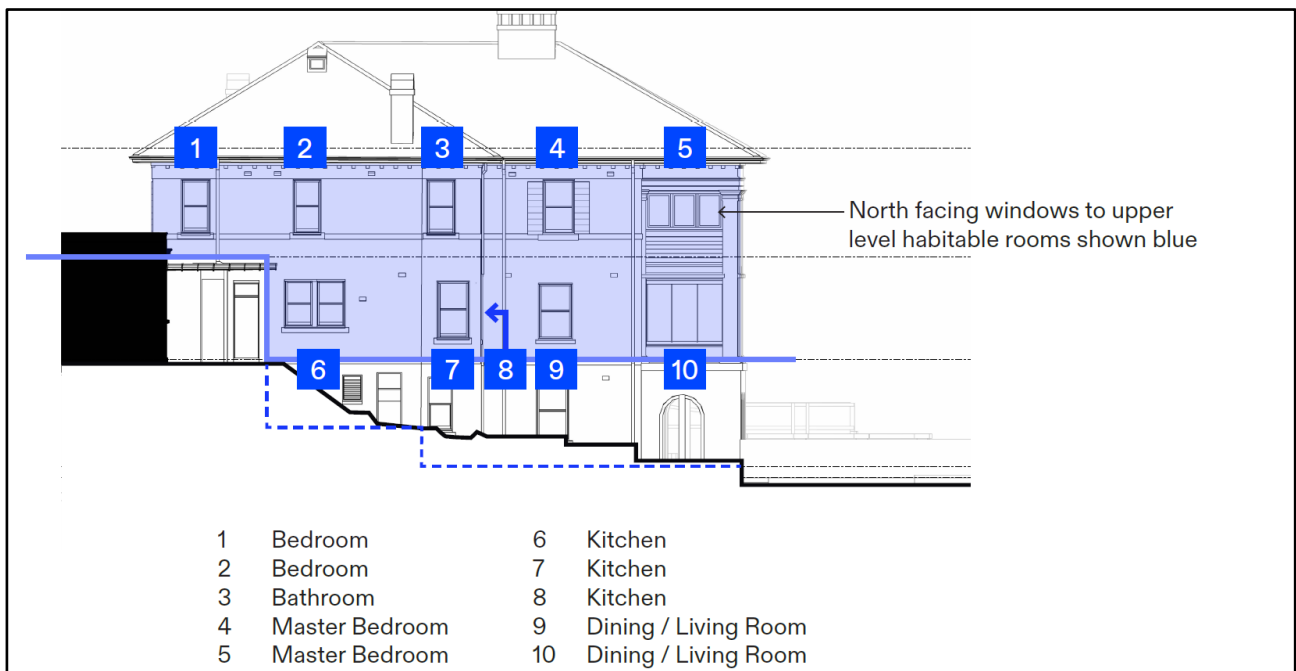 1 2 3 4 5
North facing windows to upper
level habitable rooms shown blue
6 7 8 9 10
1 Bedroom 6 Kitchen
2 Bedroom 7 Kitchen
3 Bathroom 8 Kitchen
4 Master Bedroom 9 Dining / Living Room
5 Master Bedroom 10 Dining / Living Room